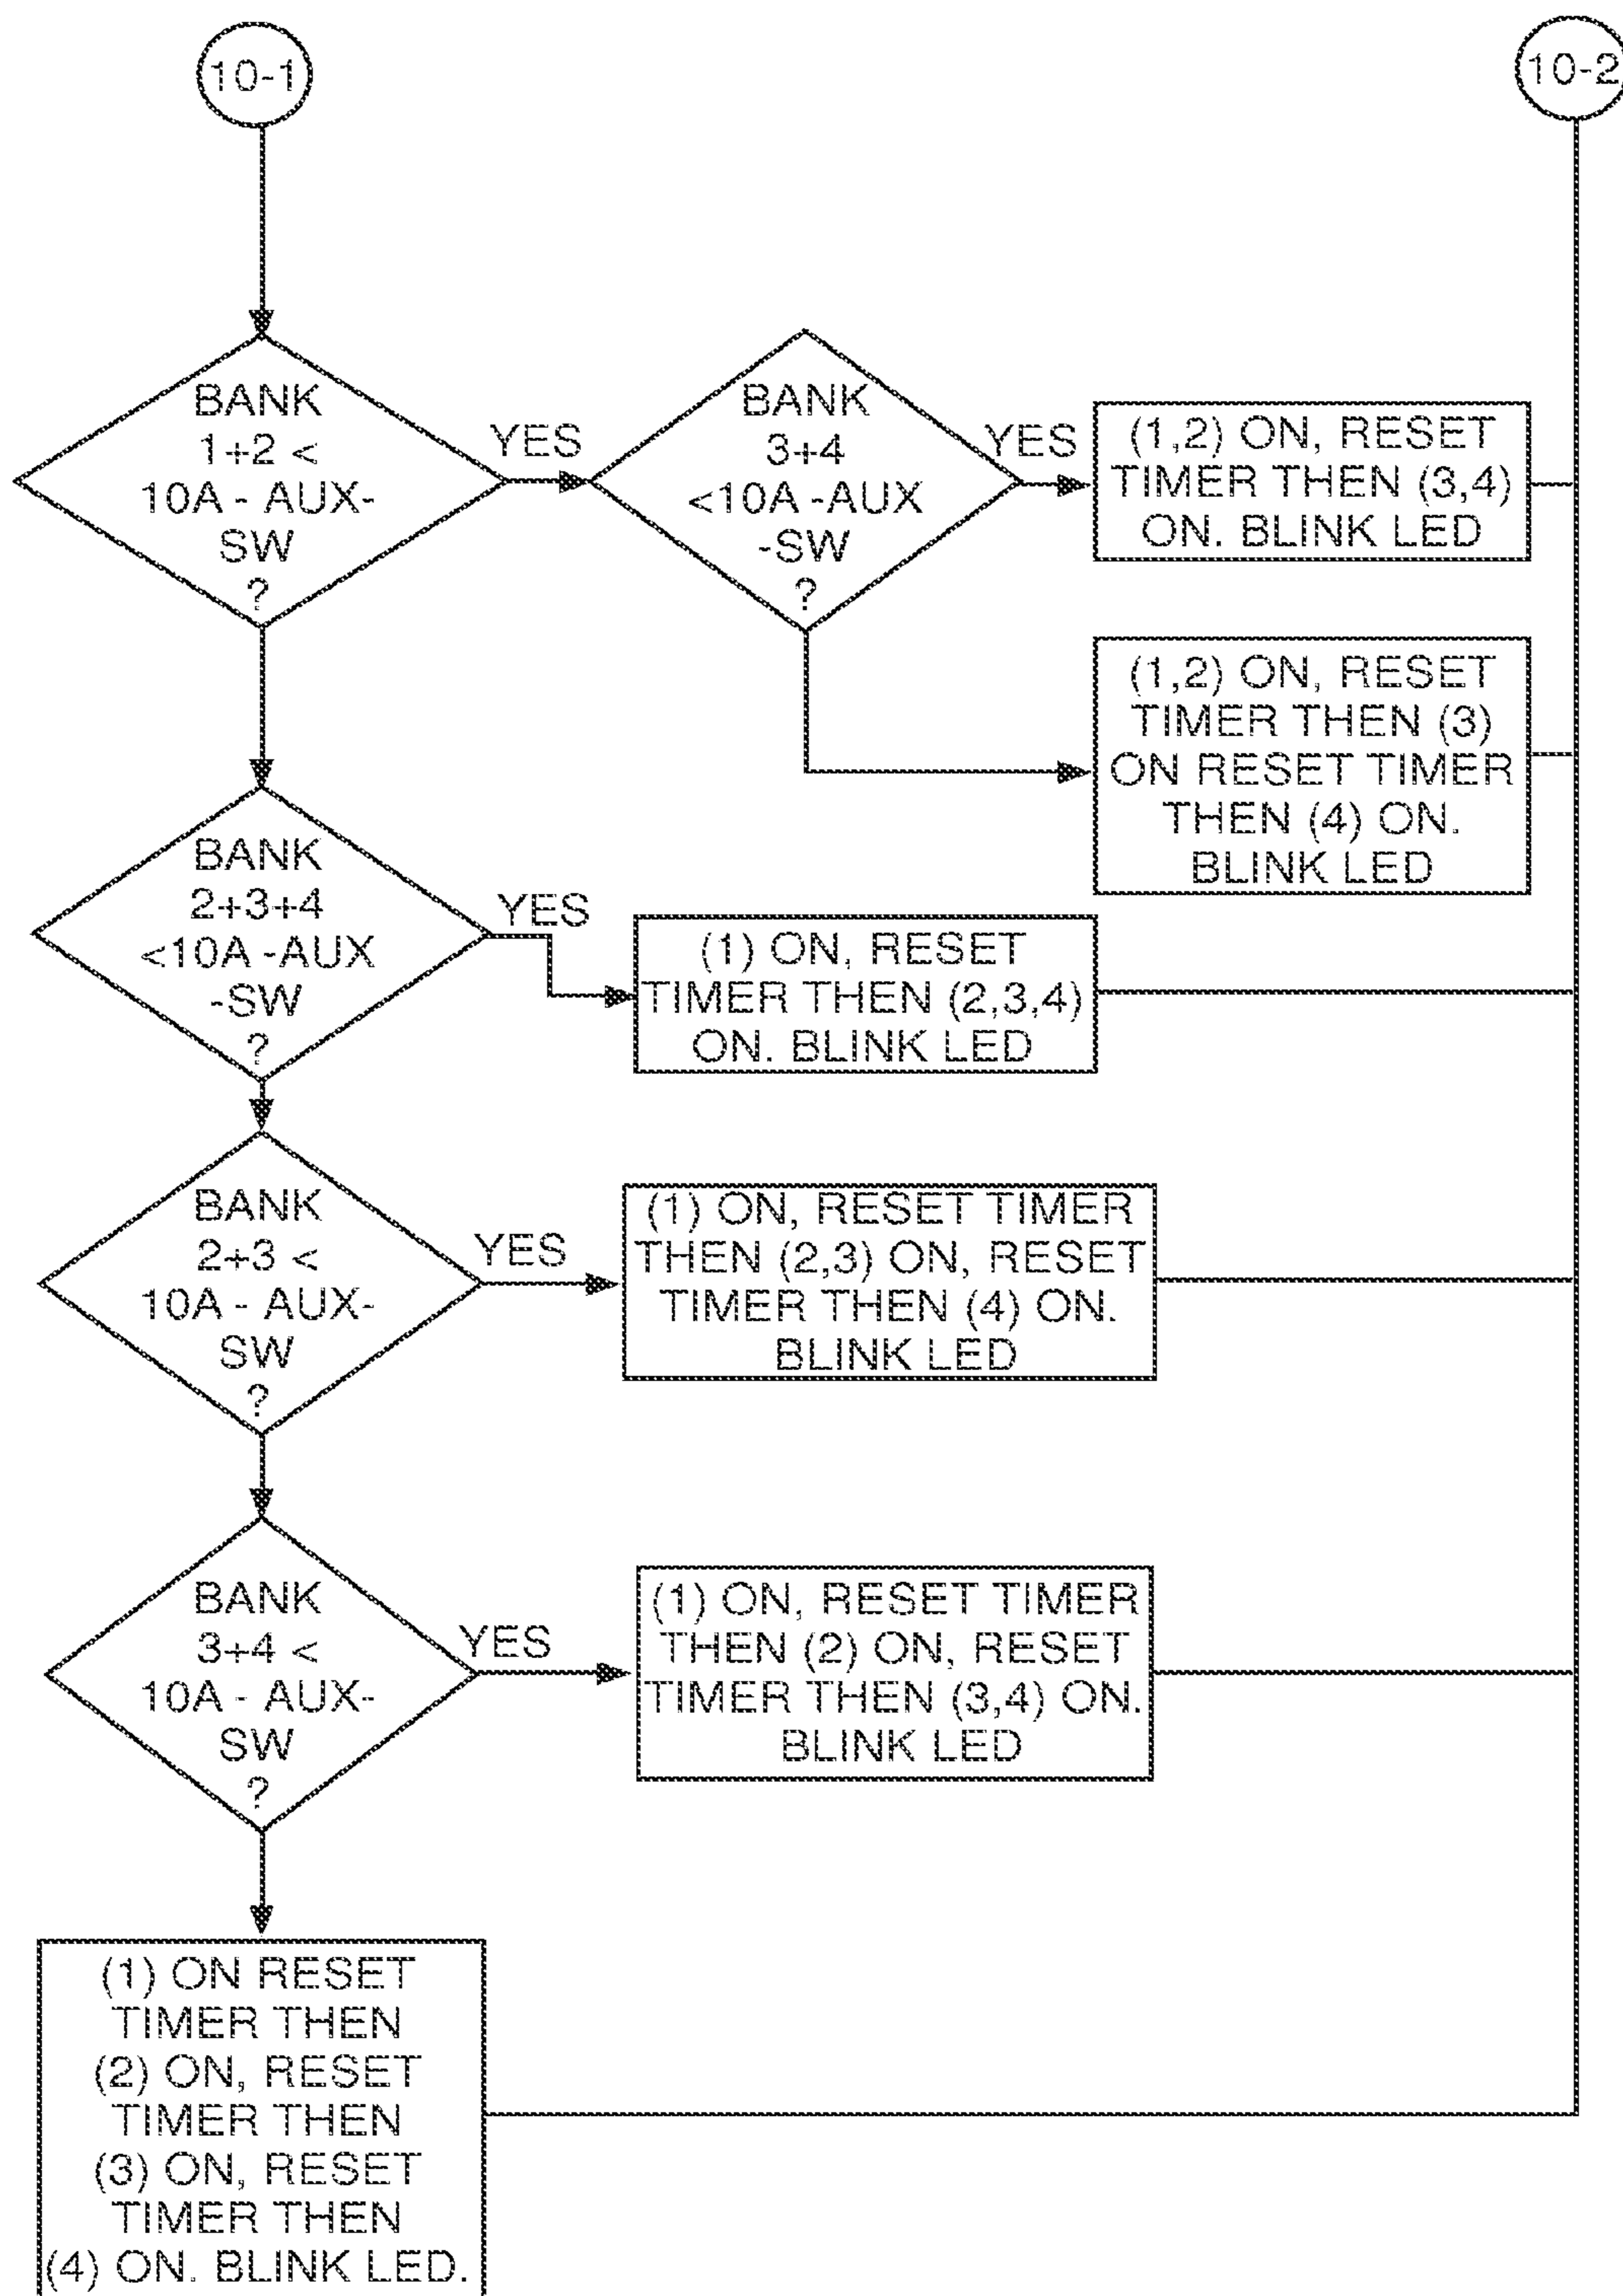 10-1
10-2
BANK
1+2 <
10A - AUX-
SW
?
YES
BANK
3+4
<10A -AUX
-SW
?
YES
(1,2) ON, RESET
TIMER THEN (3,4)
ON. BLINK LED
(1,2) ON, RESET
TIMER THEN (3)
ON RESET TIMER
THEN (4) ON.
BLINK LED
BANK
2+3+4
<10A -AUX
-SW
?
YES
(1) ON, RESET
TIMER THEN (2,3,4)
ON. BLINK LED
BANK
2+3 <
10A - AUX-
SW
?
YES
(1) ON, RESET TIMER
THEN (2,3) ON, RESET
TIMER THEN (4) ON.
BLINK LED
BANK
3+4 <
10A - AUX-
SW
?
YES
(1) ON, RESET TIMER
THEN (2) ON, RESET
TIMER THEN (3,4) ON.
BLINK LED
(1) ON RESET
TIMER THEN
(2) ON, RESET
TIMER THEN
(3) ON, RESET
TIMER THEN
(4) ON. BLINK LED.